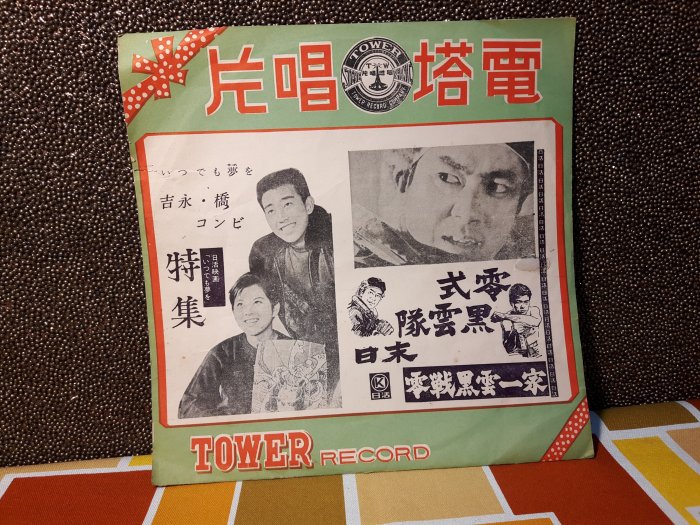 電塔唱片
TOWER
いつでも夢を
吉永・橋
コンビ
特集
日活映画
「いつでも夢を
零式
黑雲隊
末日
零戦黒雲一家
日活
TOWER RECORD